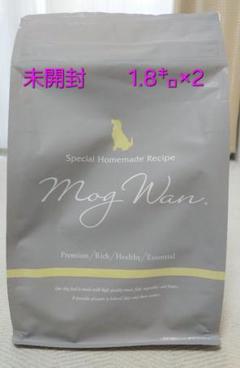 未開封 1.8㌔×2
Special Homemade Recipe
Mog Wan.
Premium/Rich/Healthy/Essential